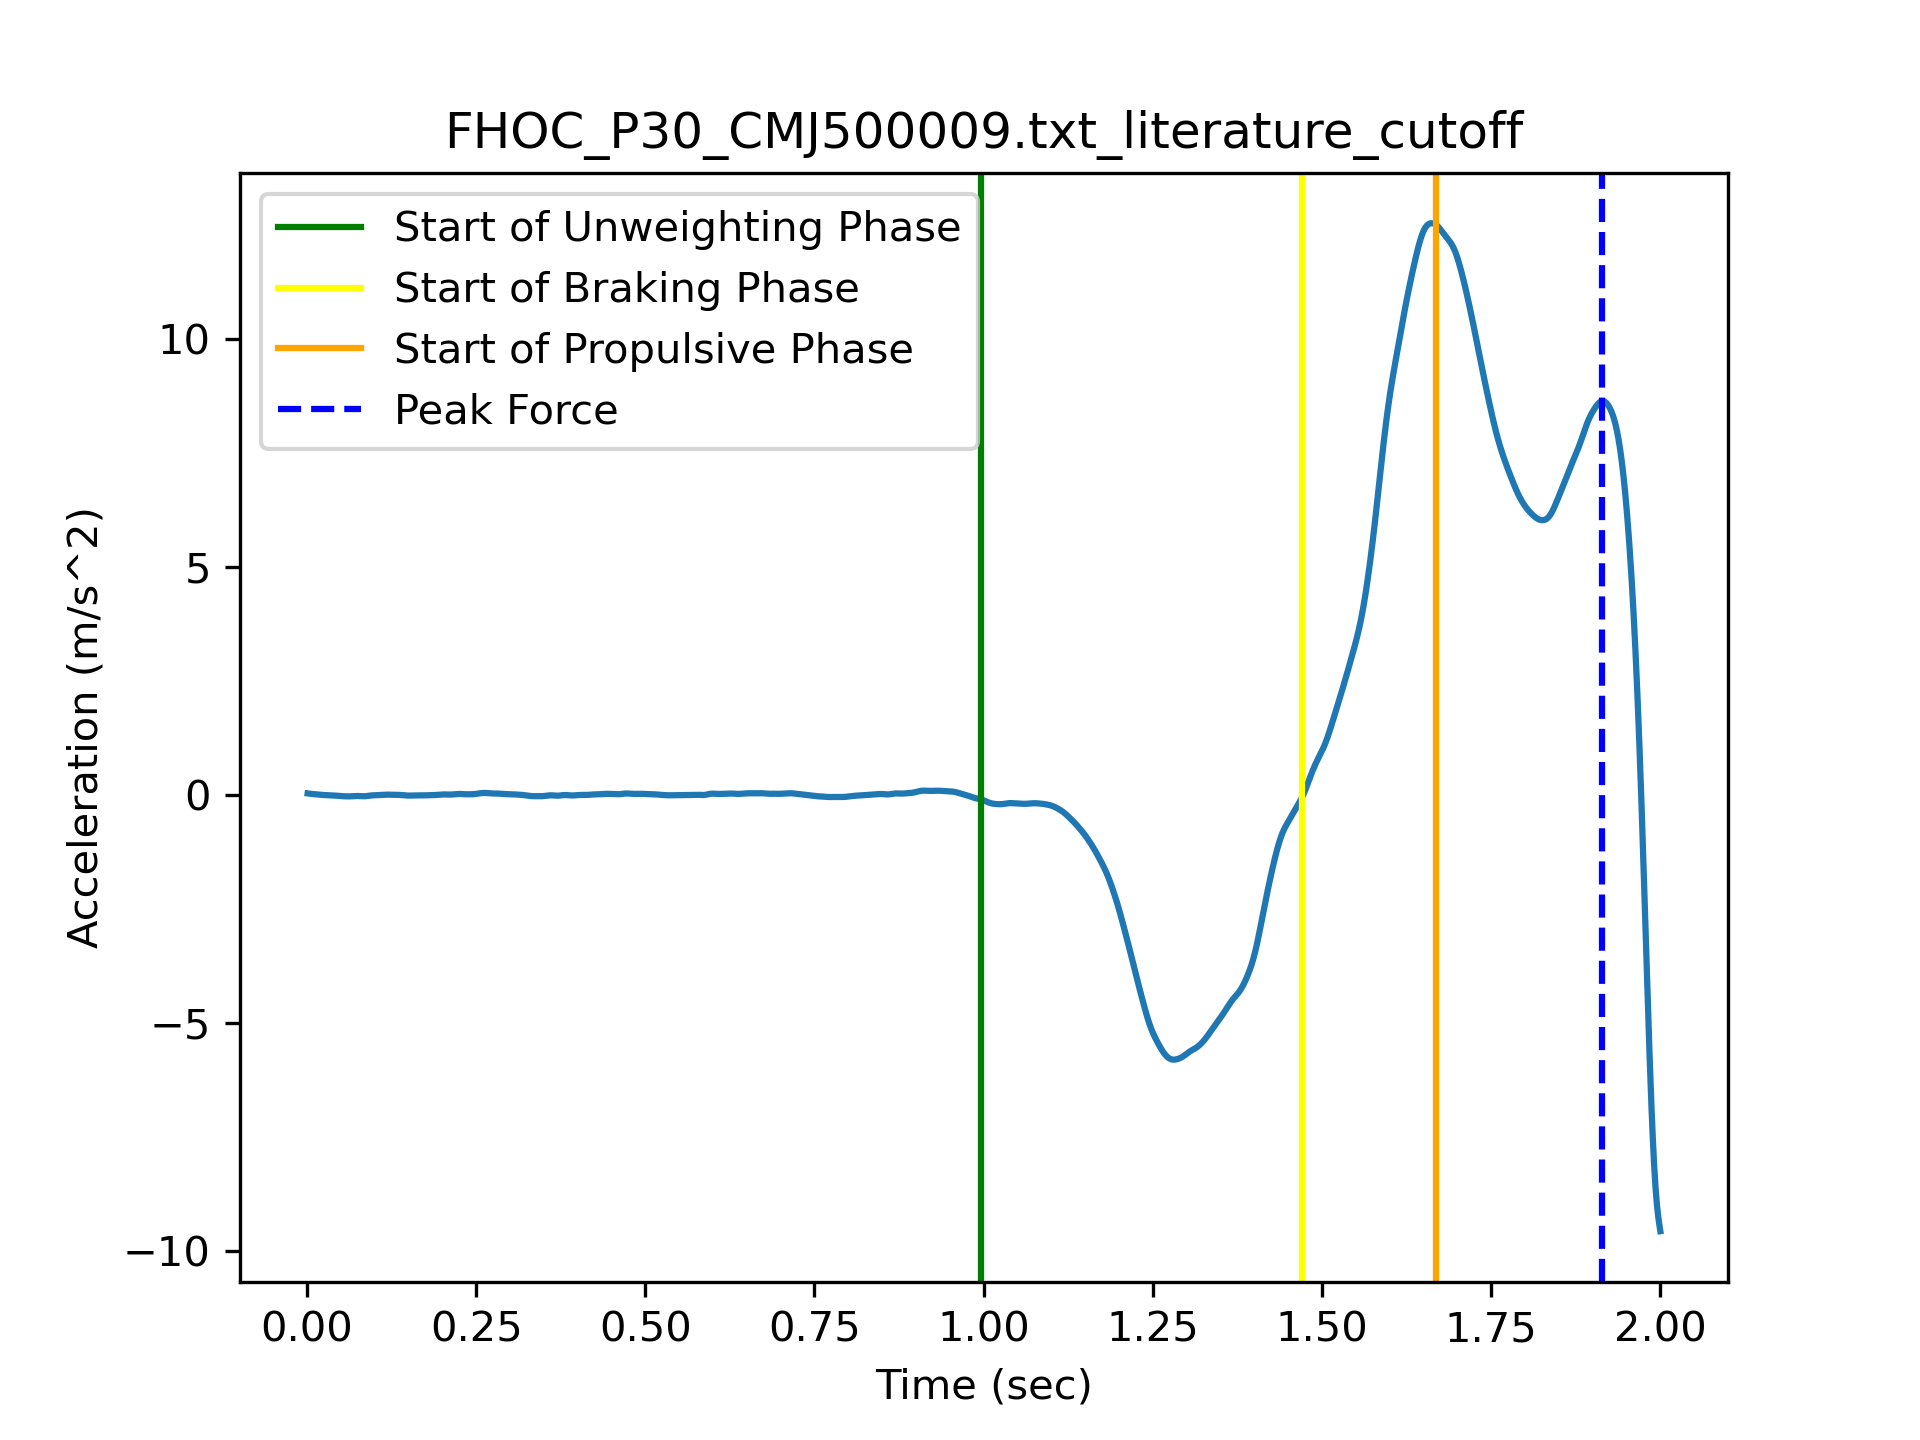 FHOC_P30_CMJ500009.txt_literature_cutoff
Start of Unweighting Phase
Start of Braking Phase
Start of Propulsive Phase
Peak Force
Acceleration (m/s^2)
10
5
0
−5
−10
0.00 0.25 0.50 0.75 1.00 1.25 1.50 1.75 2.00
Time (sec)